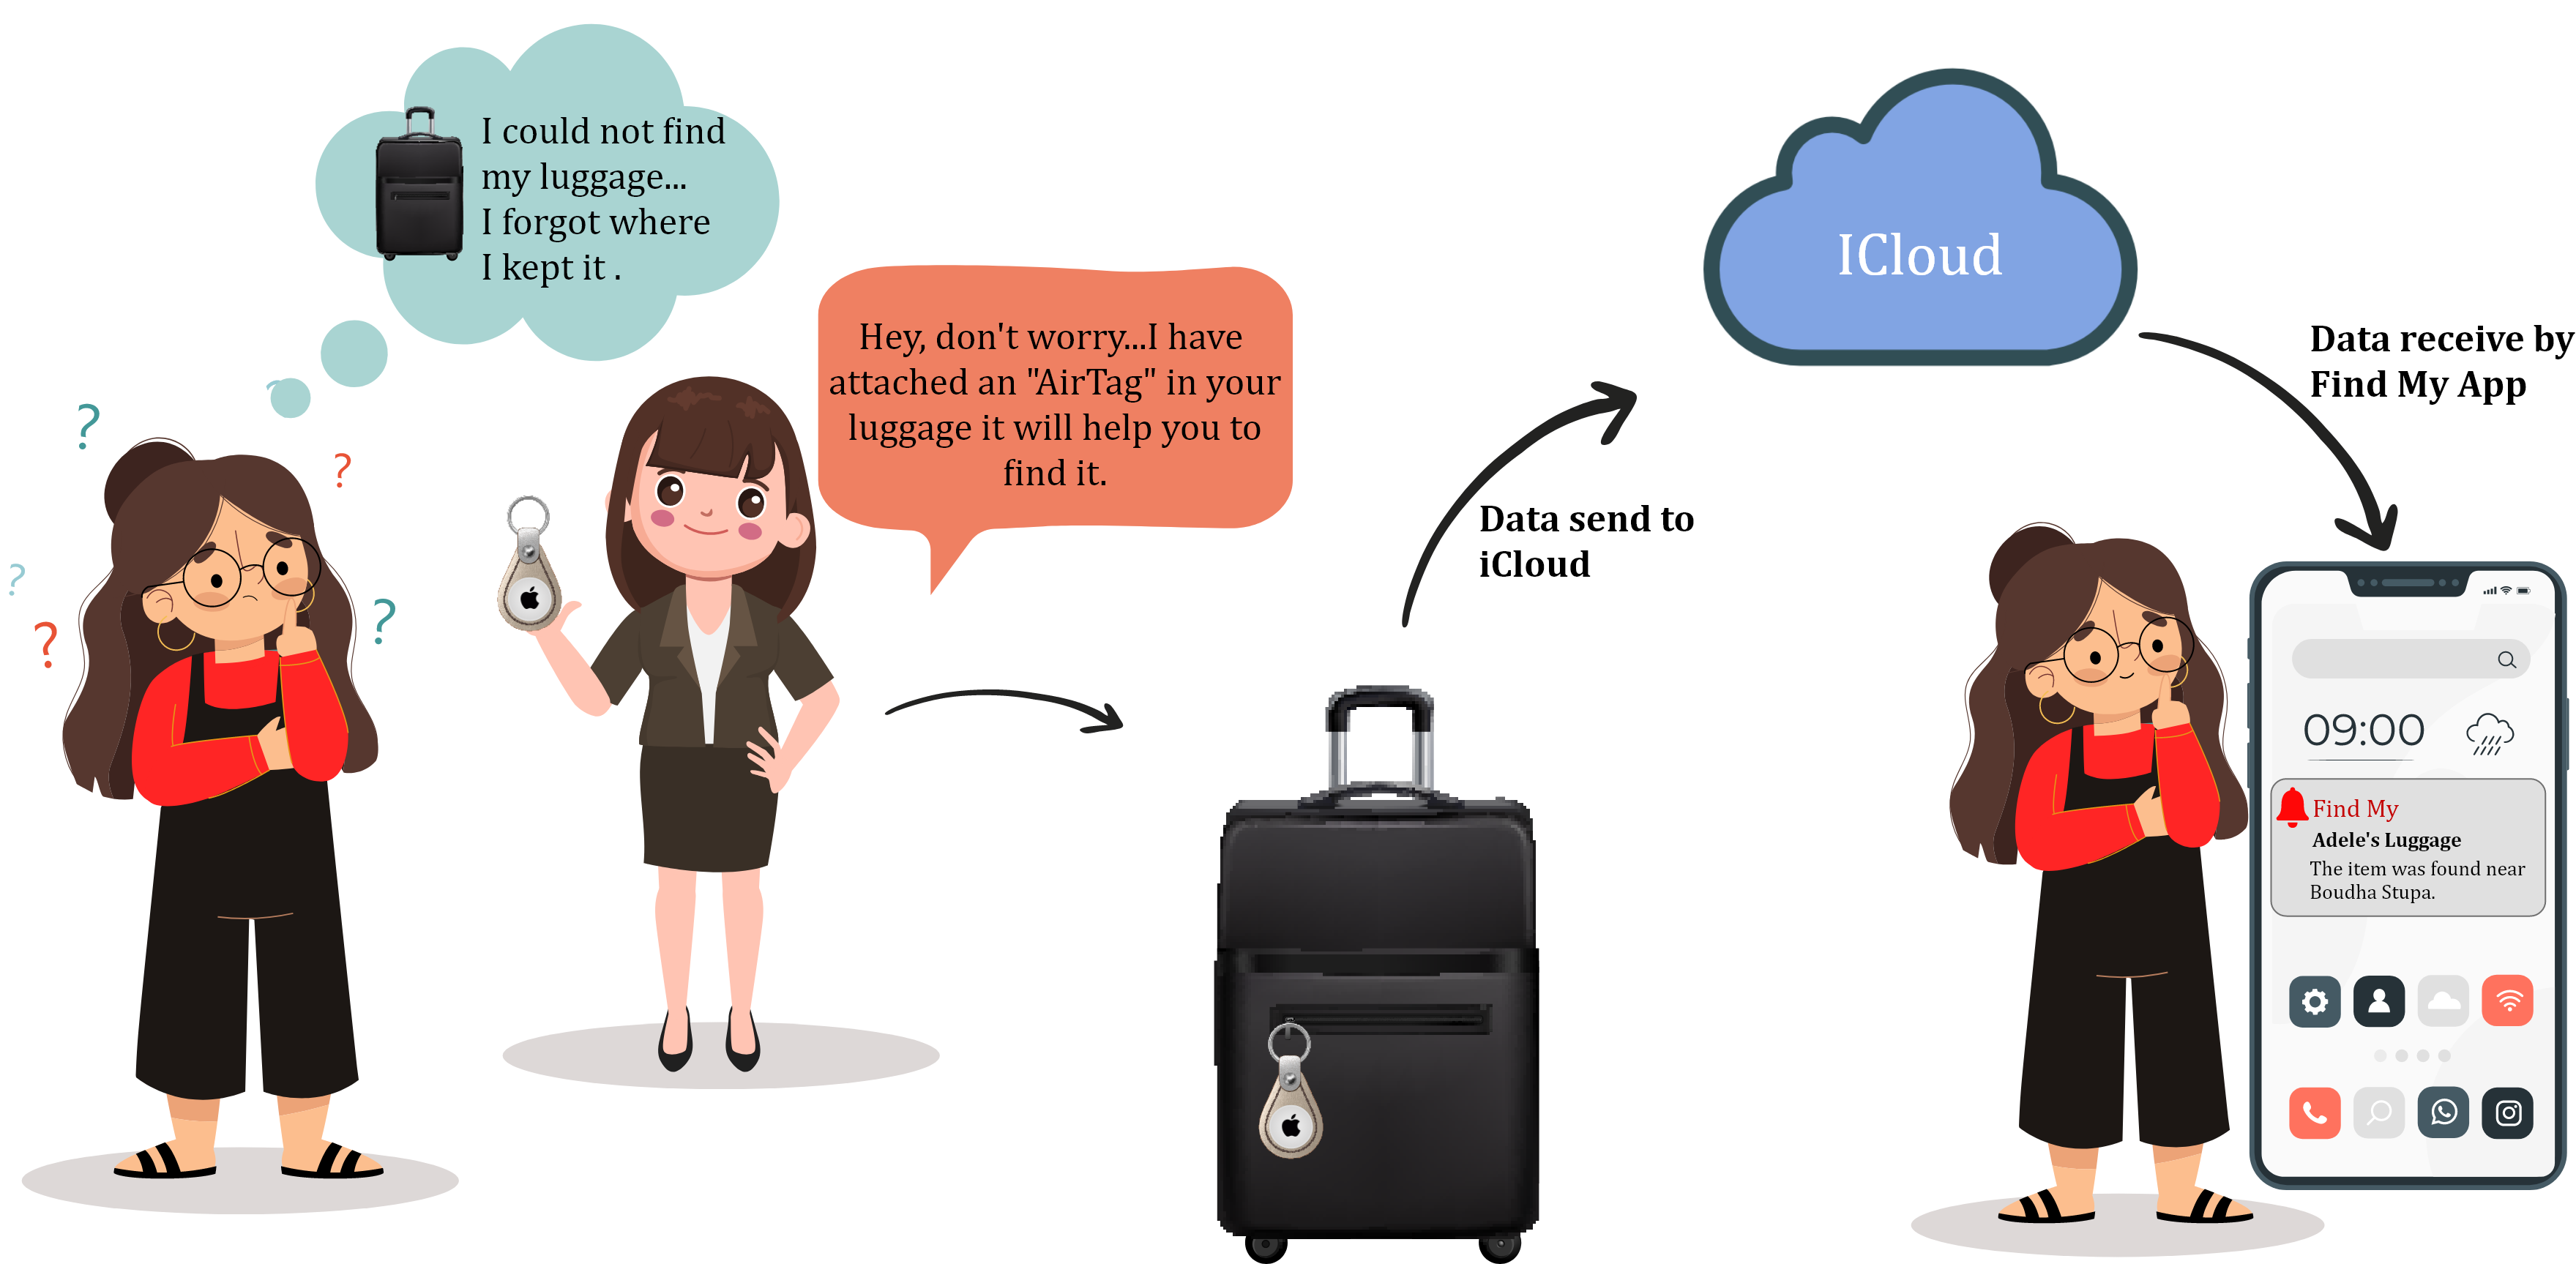 I could not find
my luggage...
I forgot where
I kept it .
?
?
?
?
?
Hey, don't worry...I have
attached an "AirTag" in your
luggage it will help you to
find it.
Data send to
iCloud
ICloud
Data receive by
Find My App
09:00
Find My
Adele's Luggage
The item was found near
Boudha Stupa.